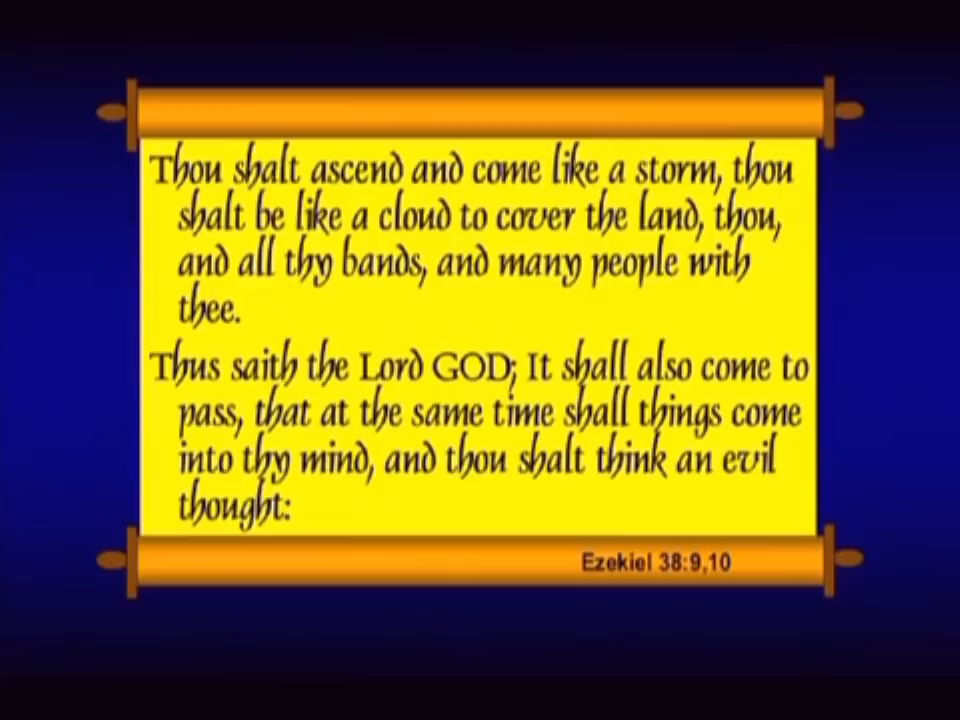 Thou shalt ascend and come like a storm, thou
shalt be like a cloud to cover the land, thou,
and all thy bands, and many people with
thee.
Thus saith the Lord GOD; It shall also come to
pass, that at the same time shall things come
into thy mind, and thou shalt think an evil
thought:
Ezekiel 38:9,10